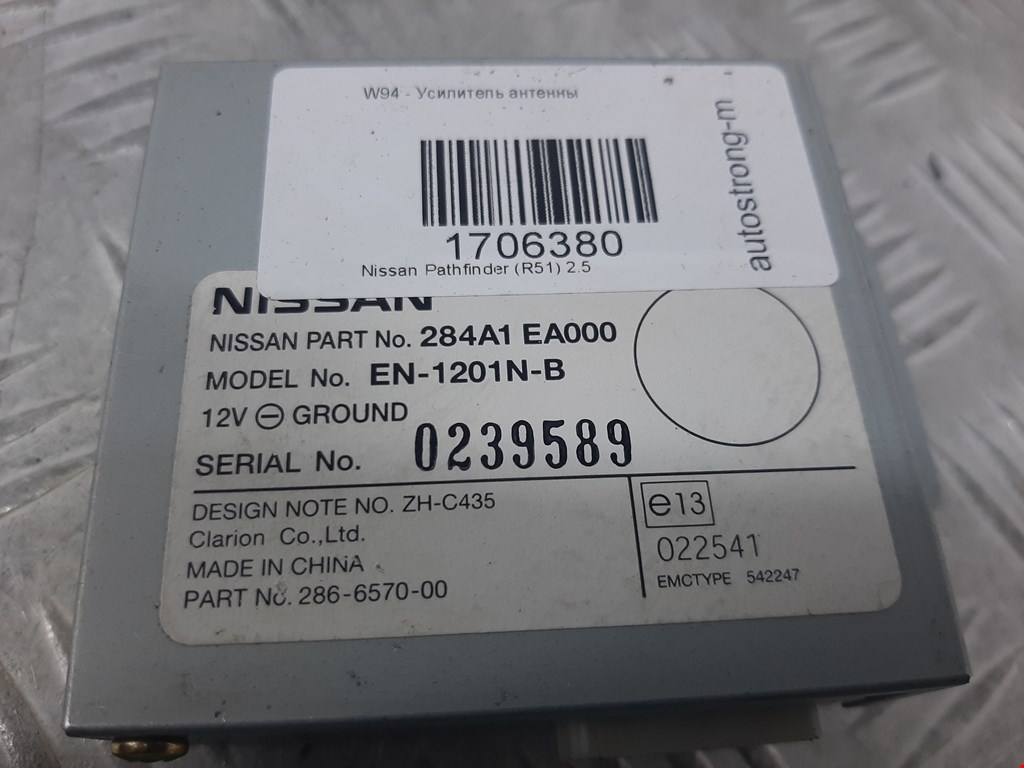 W94 - Усилитель антенны
1706380
Nissan Pathfinder (R51) 2.5
autostrong-m
NISSAN
NISSAN PART No. 284A1 EA000
MODEL No. EN-1201N-B
12V ⊖ GROUND
SERIAL No. 0239589
DESIGN NOTE NO. ZH-C435
Clarion Co.,Ltd.
MADE IN CHINA
PART No. 286-6570-00
e13
022541
EMCTYPE 542247